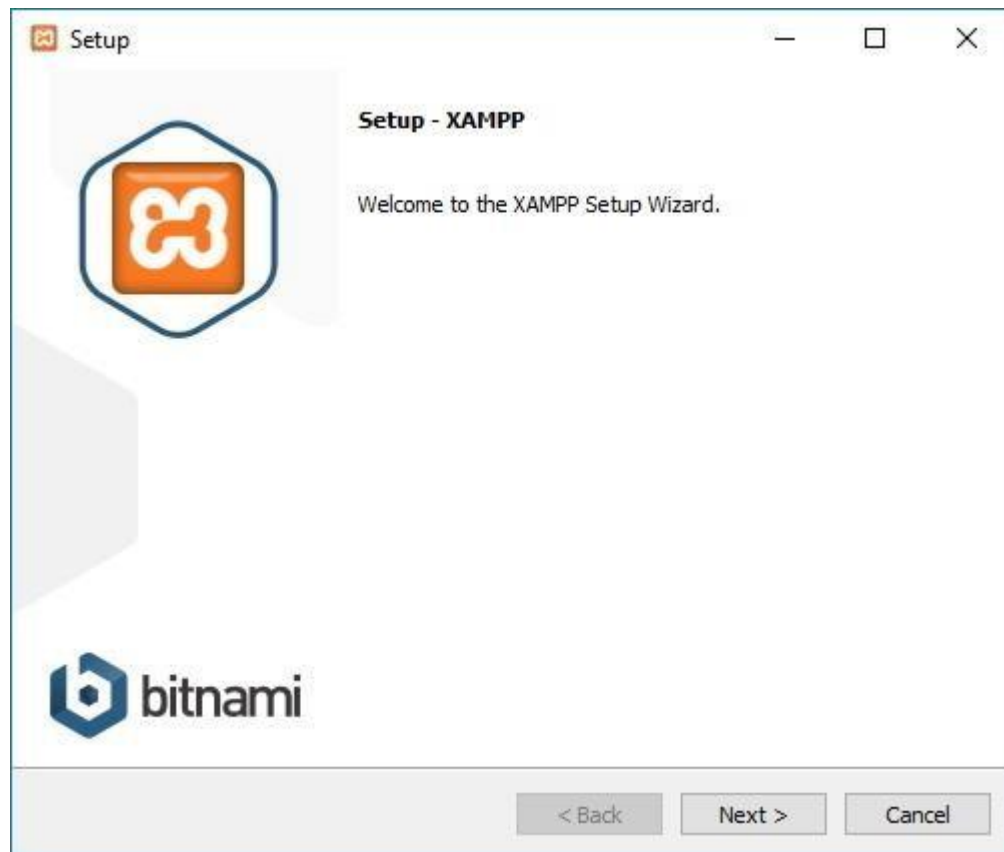 Setup
Setup - XAMPP
Welcome to the XAMPP Setup Wizard.
bitnami
< Back
Next >
Cancel